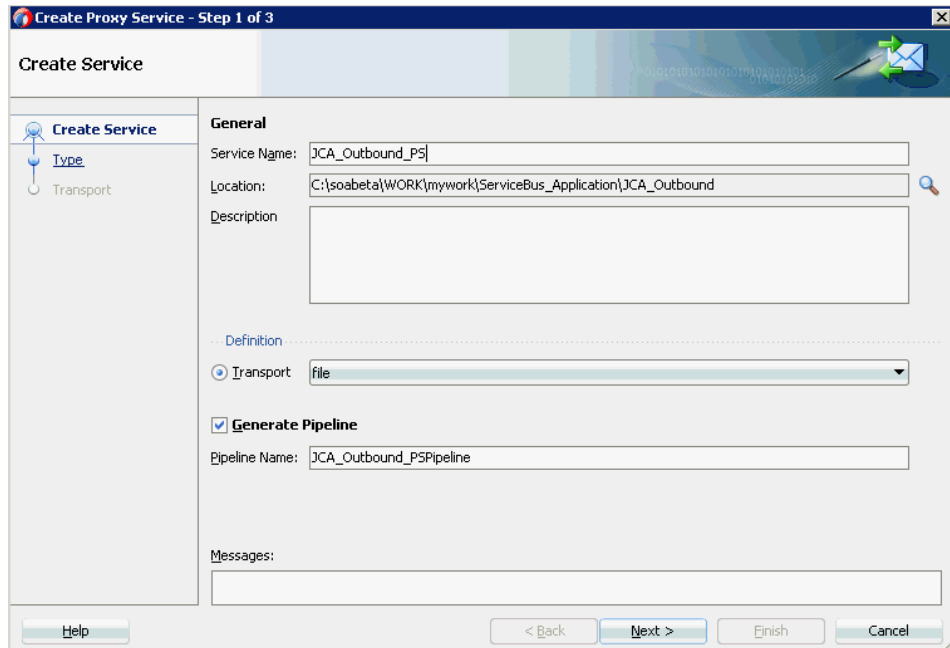 Create Proxy Service - Step 1 of 3
Create Service
Create Service
Type
Transport
General
Service Name: JCA_Outbound_PS
Location: C:\soabeta\WORK\mywork\ServiceBus_Application\JCA_Outbound
Description
Definition
Transport file
Generate Pipeline
Pipeline Name: JCA_Outbound_PSPipeline
Messages:
Help < Back Next > Finish Cancel